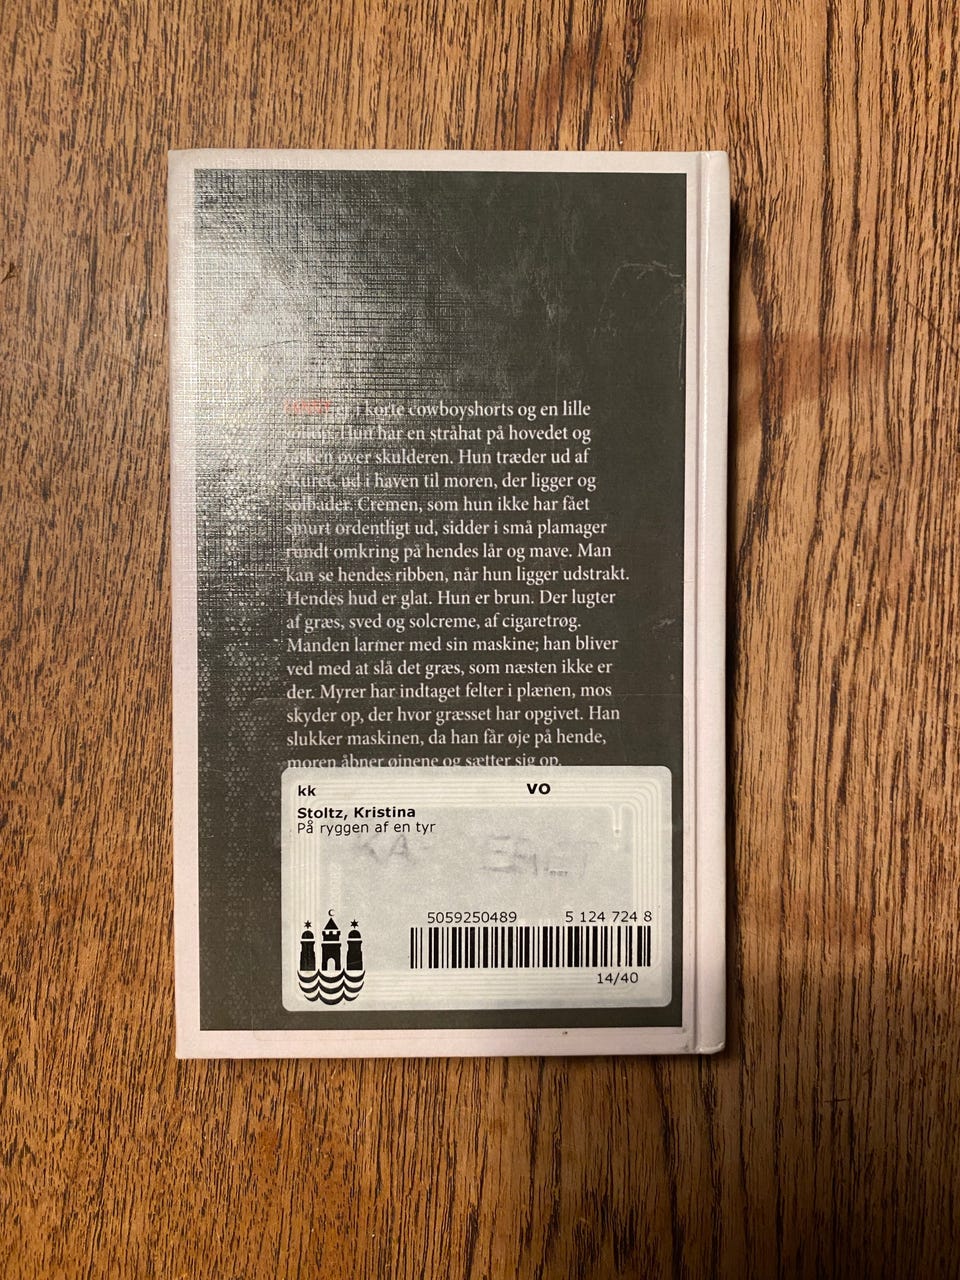 er i korte cowboyshorts og en lille
Hun har en stråhat på hovedet og
tasken over skulderen. Hun træder ud af
skuret, ud i haven til moren, der ligger og
solbader. Cremen, som hun ikke har fået
smurt ordentligt ud, sidder i små plamager
rundt omkring på hendes lår og mave. Man
kan se hendes ribben, når hun ligger udstrakt.
Hendes hud er glat. Hun er brun. Der lugter
af græs, sved og solcreme, af cigaretrøg.
Manden larmer med sin maskine; han bliver
ved med at slå det græs, som næsten ikke er
der. Myrer har indtaget felter i plænen, mos
skyder op, der hvor græsset har opgivet. Han
slukker maskinen, da han får øje på hende,
moren åbner øjnene og sætter sig op.
kk VO
Stoltz, Kristina
På ryggen af en tyr
5059250489 5 124 724 8
14/40